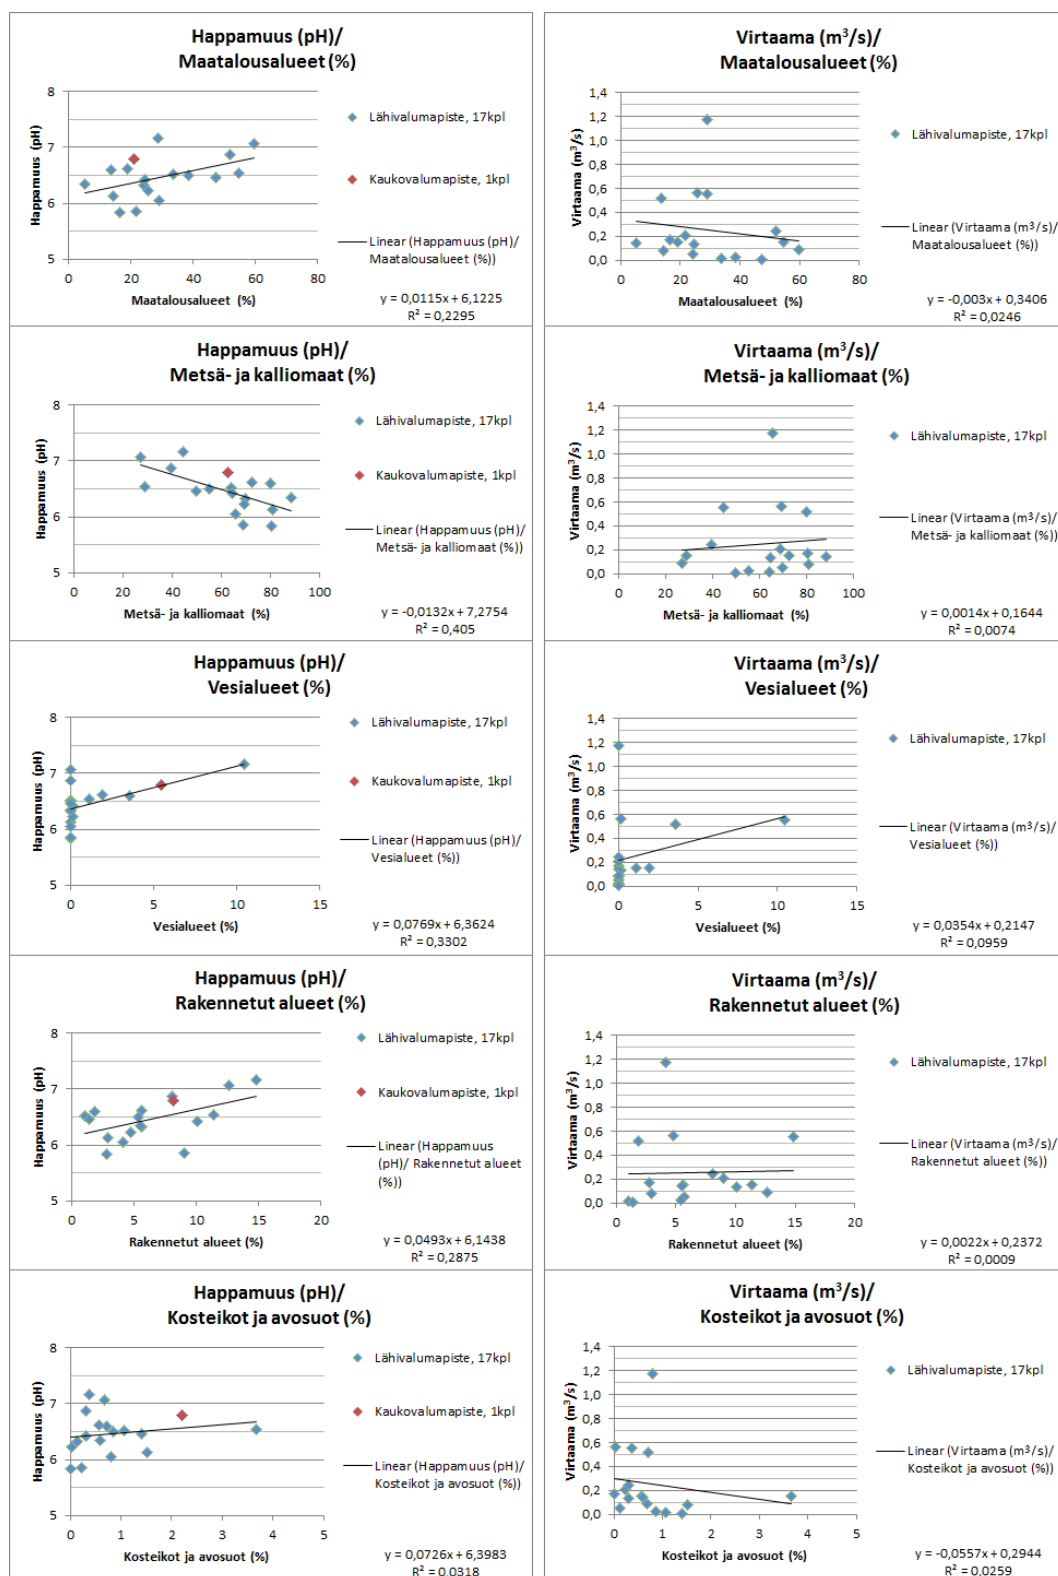 Happamuus (pH)/
Maatalousalueet (%)
8
7
6
5
Happamuus (pH)
0 20 40 60 80
Maatalousalueet (%)
Lähivalumapiste, 17kpl
Kaukovalumapiste, 1kpl
Linear (Happamuus (pH)/
Maatalousalueet (%))
y = 0,0115x + 6,1225
R² = 0,2295
Virtaama (m³/s)/
Maatalousalueet (%)
1,4
1,2
1,0
0,8
0,6
0,4
0,2
0,0
Virtaama (m³/s)
0 20 40 60 80
Maatalousalueet (%)
Lähivalumapiste, 17kpl
Linear (Virtaama (m³/s)/
Maatalousalueet (%))
y = -0,003x + 0,3406
R² = 0,0246
Happamuus (pH)/
Metsä- ja kalliomaat (%)
8
7
6
5
Happamuus (pH)
0 20 40 60 80 100
Metsä- ja kalliomaat (%)
Lähivalumapiste, 17kpl
Kaukovalumapiste, 1kpl
Linear (Happamuus (pH)/
Metsä- ja kalliomaat (%))
y = -0,0132x + 7,2754
R² = 0,405
Virtaama (m³/s)/
Metsä- ja kalliomaat (%)
1,4
1,2
1,0
0,8
0,6
0,4
0,2
0,0
Virtaama (m³/s)
0 20 40 60 80 100
Metsä- ja kalliomaat (%)
Lähivalumapiste, 17kpl
Linear (Virtaama (m³/s)/
Metsä- ja kalliomaat (%))
y = 0,0014x + 0,1644
R² = 0,0074
Happamuus (pH)/
Vesialueet (%)
8
7
6
5
Happamuus (pH)
0 5 10 15
Vesialueet (%)
Lähivalumapiste, 17kpl
Kaukovalumapiste, 1kpl
Linear (Happamuus (pH)/
Vesialueet (%))
y = 0,0769x + 6,3624
R² = 0,3302
Virtaama (m³/s)/
Vesialueet (%)
1,4
1,2
1,0
0,8
0,6
0,4
0,2
0,0
Virtaama (m³/s)
0 5 10 15
Vesialueet (%)
Lähivalumapiste, 17kpl
Linear (Virtaama (m³/s)/
Vesialueet (%))
y = 0,0354x + 0,2147
R² = 0,0959
Happamuus (pH)/
Rakennetut alueet (%)
8
7
6
5
Happamuus (pH)
0 5 10 15 20
Rakennetut alueet (%)
Lähivalumapiste, 17kpl
Kaukovalumapiste, 1kpl
Linear (Happamuus
(pH)/ Rakennetut alueet
(%))
y = 0,0493x + 6,1438
R² = 0,2875
Virtaama (m³/s)/
Rakennetut alueet (%)
1,4
1,2
1,0
0,8
0,6
0,4
0,2
0,0
Virtaama (m³/s)
0 5 10 15 20
Rakennetut alueet (%)
Lähivalumapiste, 17kpl
Linear (Virtaama (m³/s)/
Rakennetut alueet (%))
y = 0,0022x + 0,2372
R² = 0,0009
Happamuus (pH)/
Kosteikot ja avosuot (%)
8
7
6
5
Happamuus (pH)
0 1 2 3 4 5
Kosteikot ja avosuot (%)
Lähivalumapiste, 17kpl
Kaukovalumapiste, 1kpl
Linear (Happamuus (pH)/
Kosteikot ja avosuot (%))
y = 0,0726x + 6,3983
R² = 0,0318
Virtaama (m³/s)/
Kosteikot ja avosuot (%)
1,4
1,2
1,0
0,8
0,6
0,4
0,2
0,0
Virtaama (m³/s)
0 1 2 3 4 5
Kosteikot ja avosuot (%)
Lähivalumapiste, 17kpl
Linear (Virtaama (m³/s)/
Kosteikot ja avosuot (%))
y = -0,0557x + 0,2944
R² = 0,0259